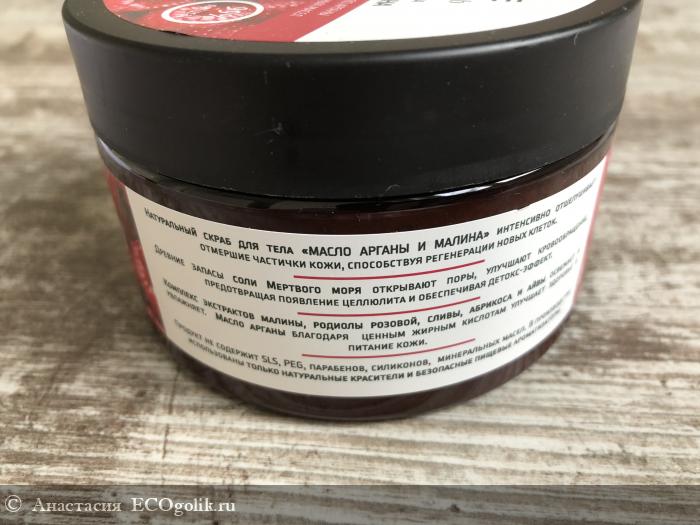 Натуральный скраб для тела «Масло арганы и малина» интенсивно отшелушивает
отмершие частички кожи, способствуя регенерации новых клеток.
Древние запасы соли Мертвого моря открывают поры, улучшают кровообращение,
предотвращая появление целлюлита и обеспечивая детокс-эффект.
Комплекс экстрактов малины, родиолы розовой, сливы, абрикоса и айвы
увлажняет. Масло арганы благодаря ценным жирным кислотам улучшает
питание кожи.
Продукт не содержит SLS, PEG, парабенов, силиконов, минеральных масел. В
использованы только натуральные красители и безопасные пищевые ароматизаторы.
© Анастасия ECOgolik.ru